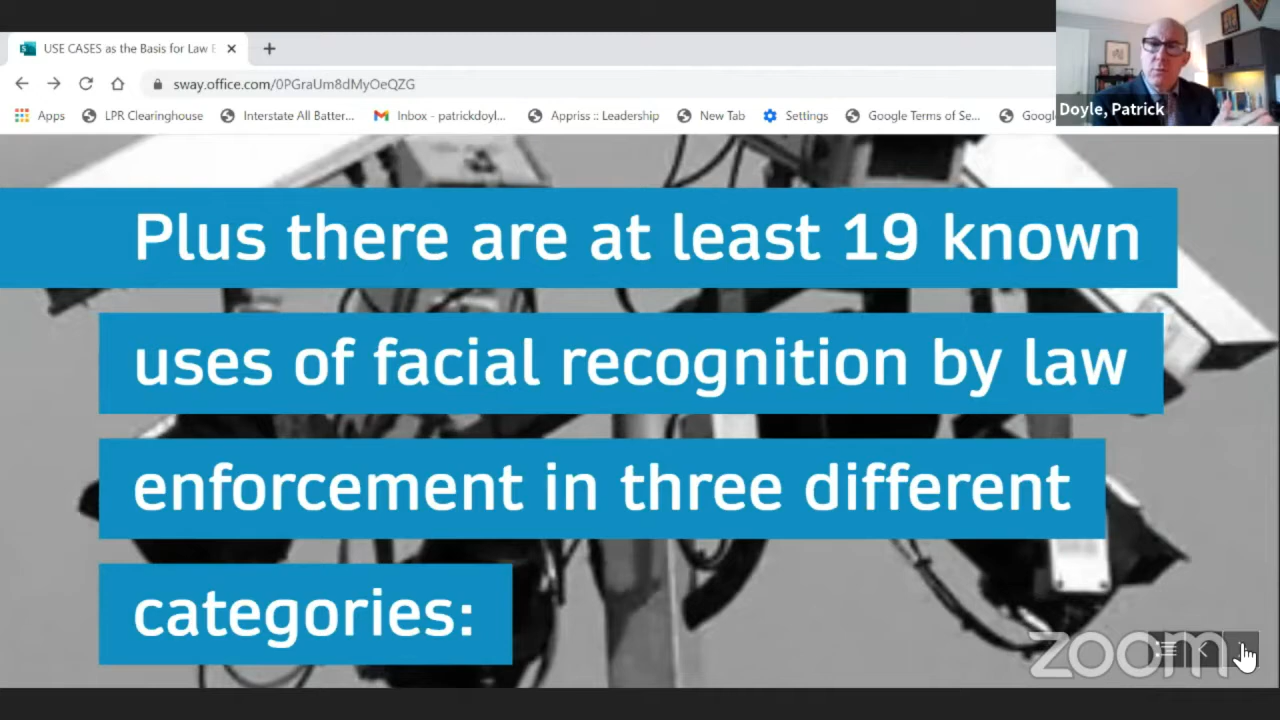 USE CASES as the Basis for Law E
sway.office.com/0PGraUm8dMyOeQZG
Apps
LPR Clearinghouse
Interstate All Batter...
Inbox - patrickdoyl...
Appriss :: Leadership
New Tab
Settings
Google Terms of Se...
Googl
Doyle, Patrick
Plus there are at least 19 known
uses of facial recognition by law
enforcement in three different
categories:
zoom